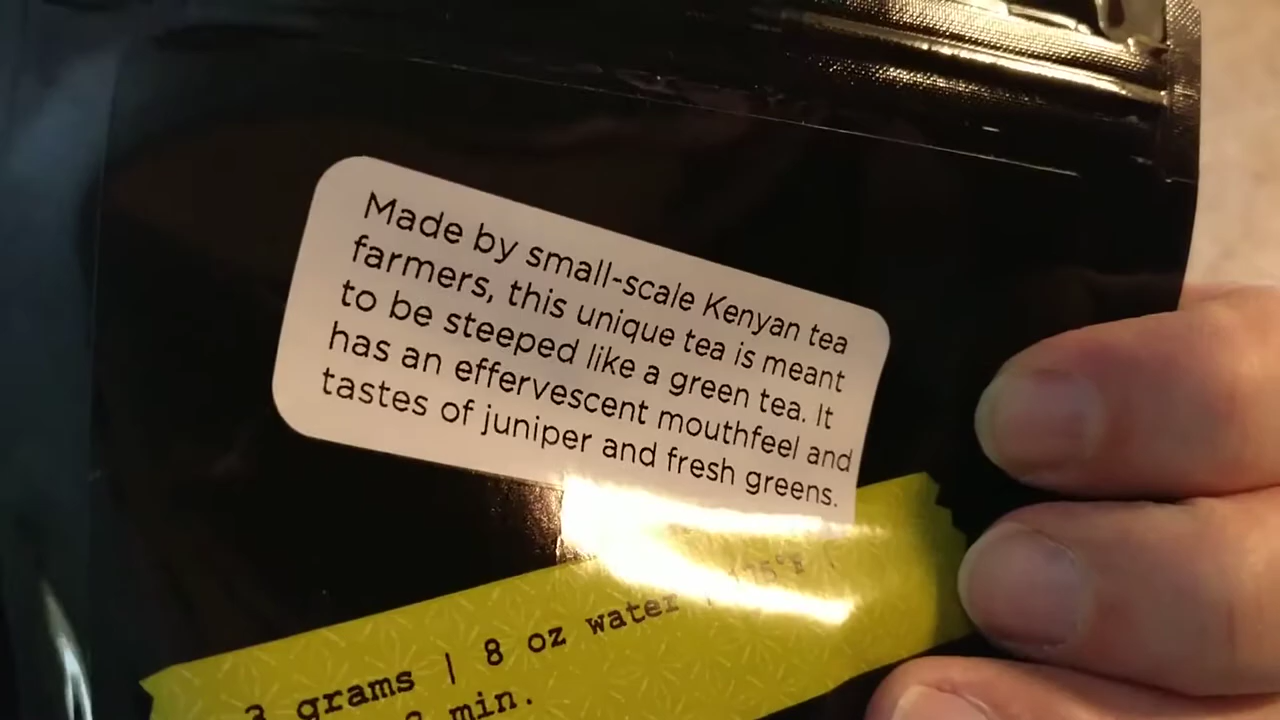 Made by small-scale Kenyan tea
farmers, this unique tea is meant
to be steeped like a green tea. It
has an effervescent mouthfeel and
tastes of juniper and fresh greens.
3 grams | 8 oz water |
min.